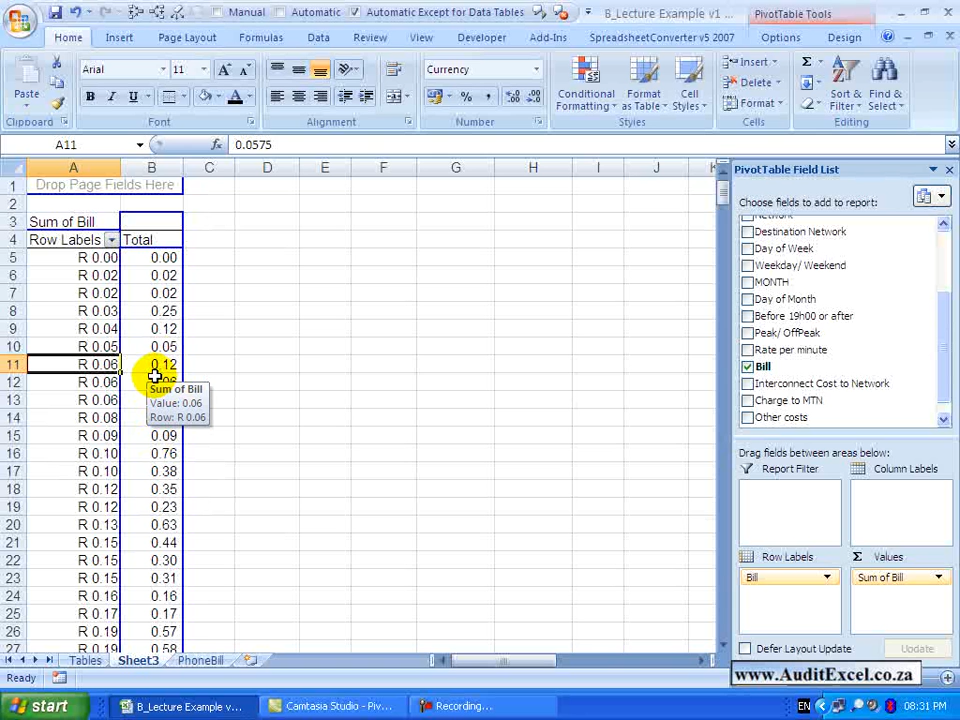 Manual Automatic Automatic Except for Data Tables B_Lecture Example v1 ... PivotTable Tools
Home Insert Page Layout Formulas Data Review View Developer Add-Ins SpreadsheetConverter v5 2007 Options Design
Paste Arial 11 Currency Conditional Formatting Format as Table Cell Styles Insert Delete Format Sort & Filter Find & Select
B I U
Clipboard Font Alignment Number Styles Cells Editing
A11 fx 0.0575
A B C D E F G H I J K
1 Drop Page Fields Here
2
3 Sum of Bill
4 Row Labels Total
5 R 0.00 0.00
6 R 0.02 0.02
7 R 0.02 0.02
8 R 0.03 0.25
9 R 0.04 0.12
10 R 0.05 0.05
11 R 0.06 0.12
12 R 0.06
13 R 0.06
14 R 0.08
15 R 0.09 0.09
16 R 0.10 0.76
17 R 0.10 0.38
18 R 0.12 0.35
19 R 0.12 0.23
20 R 0.13 0.63
21 R 0.15 0.44
22 R 0.15 0.30
23 R 0.15 0.31
24 R 0.16 0.16
25 R 0.17 0.17
26 R 0.19 0.57
27 R 0.19 0.58
Sum of Bill
Value: 0.06
Row: R 0.06
PivotTable Field List
Choose fields to add to report:
Network
Destination Network
Day of Week
Weekday/ Weekend
MONTH
Day of Month
Before 19h00 or after
Peak/ OffPeak
Rate per minute
Bill
Interconnect Cost to Network
Charge to MTN
Other costs
Drag fields between areas below:
Report Filter Column Labels
Row Labels Σ Values
Bill Sum of Bill
Defer Layout Update Update
Tables Sheet3 PhoneBill
www.AuditExcel.co.za
Ready
start B_Lecture Example v... Camtasia Studio - Piv... Recording... EN 08:31 PM